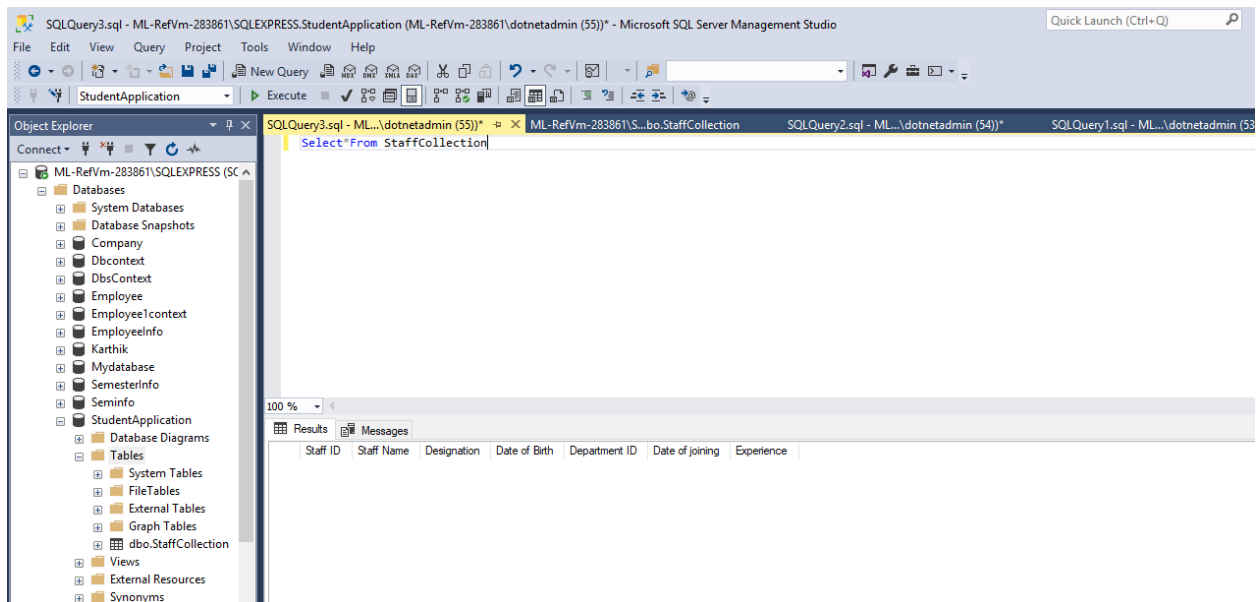 SQLQuery3.sql - ML-RefVm-283861\SQLEXPRESS.StudentApplication (ML-RefVm-283861\dotnetadmin (55))* - Microsoft SQL Server Management Studio
Quick Launch (Ctrl+Q)
File Edit View Query Project Tools Window Help
New Query
MDX DMX XMLA DAX
StudentApplication
Execute
Object Explorer
SQLQuery3.sql - ML...\dotnetadmin (55))*
ML-RefVm-283861\S...bo.StaffCollection
SQLQuery2.sql - ML...\dotnetadmin (54))*
SQLQuery1.sql - ML...\dotnetadmin (53
Connect
Select*From StaffCollection
ML-RefVm-283861\SQLEXPRESS (SC
Databases
System Databases
Database Snapshots
Company
Dbcontext
DbsContext
Employee
Employee1context
EmployeeInfo
Karthik
Mydatabase
SemesterInfo
Seminfo
StudentApplication
Database Diagrams
Tables
System Tables
FileTables
External Tables
Graph Tables
dbo.StaffCollection
Views
External Resources
Synonyms
100 %
Results Messages
Staff ID Staff Name Designation Date of Birth Department ID Date of joining Experience